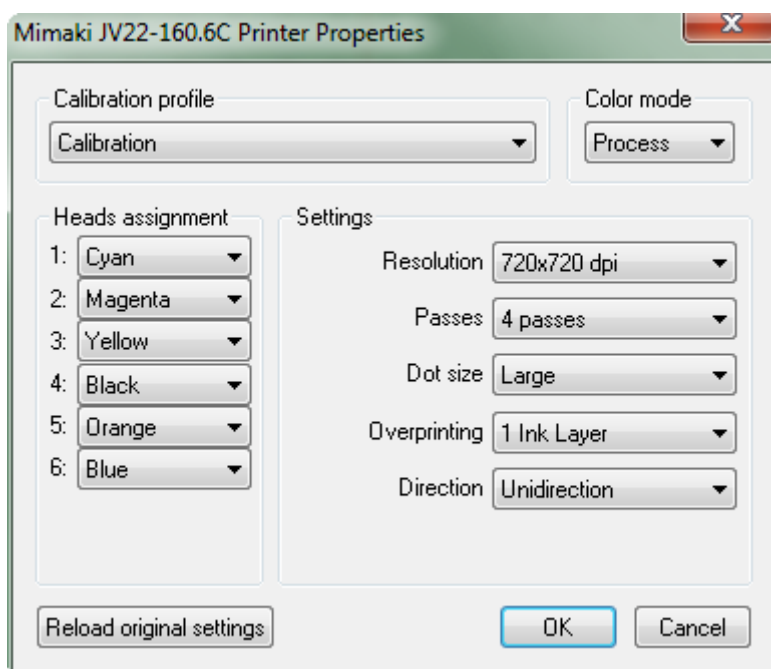 Mimaki JV22-160.6C Printer Properties
Calibration profile
Calibration
Color mode
Process
Heads assignment
1: Cyan
2: Magenta
3: Yellow
4: Black
5: Orange
6: Blue
Settings
Resolution 720x720 dpi
Passes 4 passes
Dot size Large
Overprinting 1 Ink Layer
Direction Unidirection
Reload original settings
OK
Cancel